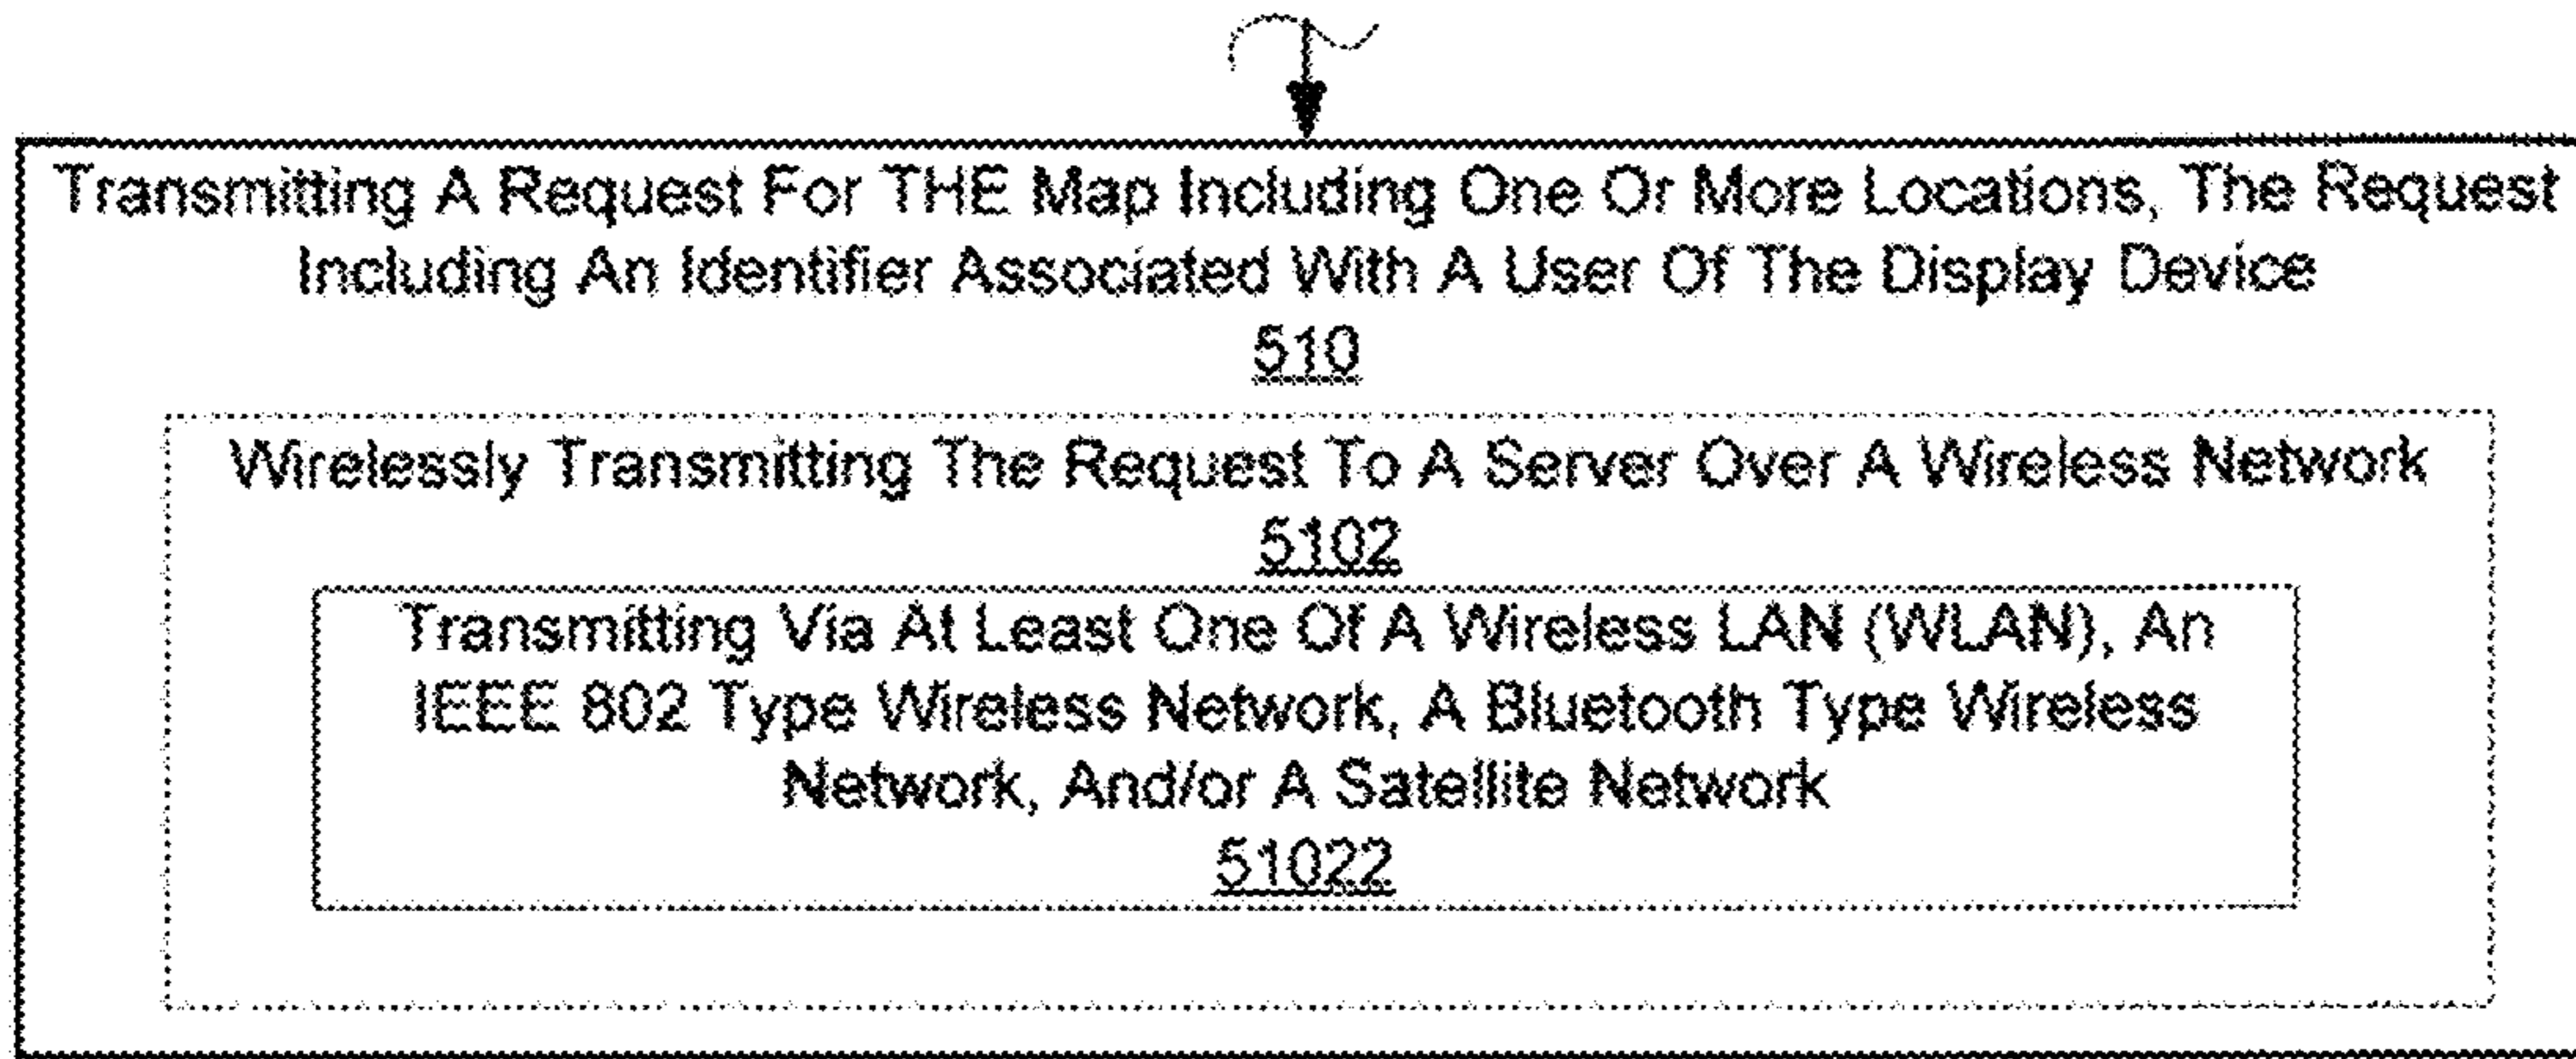 Transmitting A Request For THE Map Including One Or More Locations, The Request
Including An Identifier Associated With A User Of The Display Device
510
Wirelessly Transmitting The Request To A Server Over A Wireless Network
5102
Transmitting Via At Least One Of A Wireless LAN (WLAN), An
IEEE 802 Type Wireless Network, A Bluetooth Type Wireless
Network, And/or A Satellite Network
51022